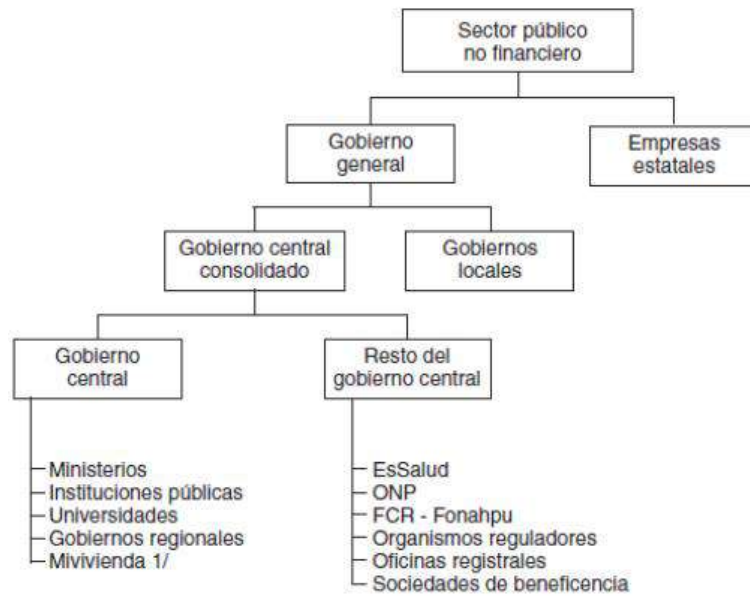 Sector público
no financiero
Gobierno
general
Empresas
estatales
Gobierno central
consolidado
Gobiernos
locales
Gobierno
central
Resto del
gobierno central
Ministerios
Instituciones públicas
Universidades
Gobiernos regionales
Mivivienda 1/
EsSalud
ONP
FCR - Fonahpu
Organismos reguladores
Oficinas registrales
Sociedades de beneficencia